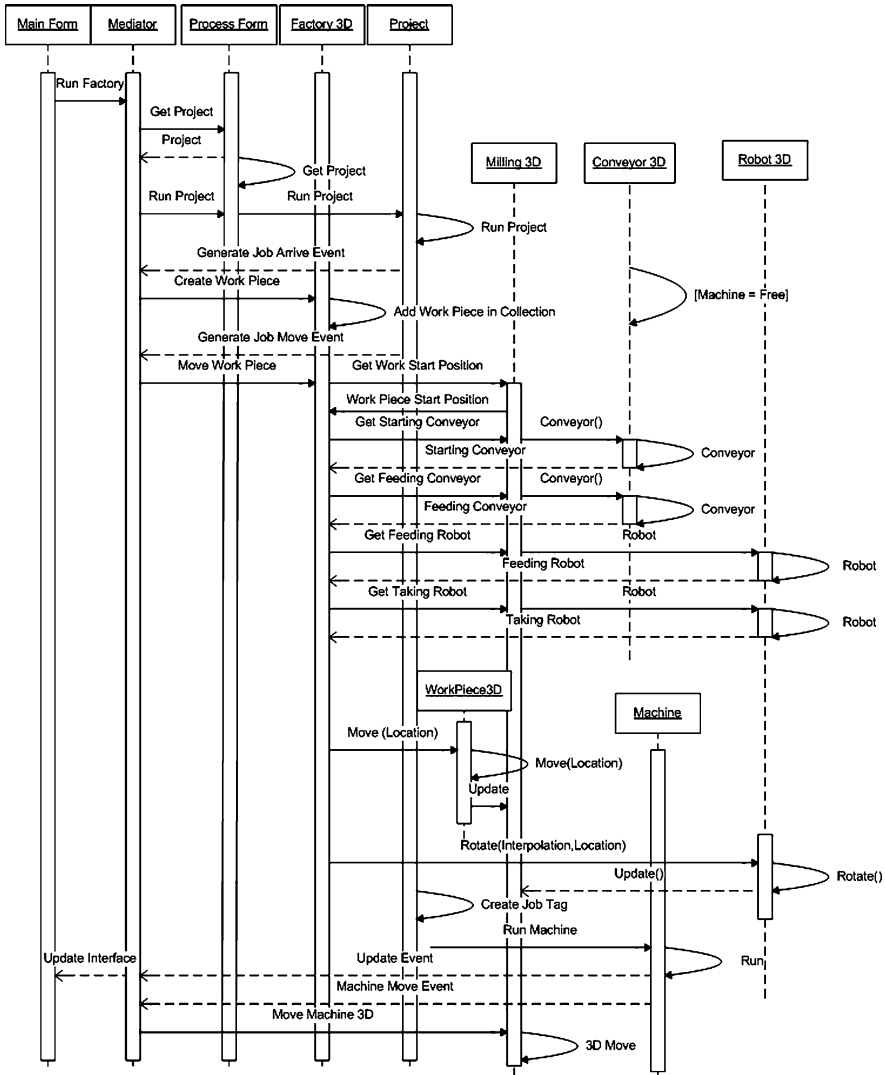 Main Form
Mediator
Process Form
Factory 3D
Project
Run Factory
Get Project
Project
Get Project
Milling 3D
Conveyor 3D
Robot 3D
Run Project
Run Project
Run Project
Generate Job Arrive Event
Create Work Piece
[Machine = Free]
Add Work Piece in Collection
Generate Job Move Event
Move Work Piece
Get Work Start Position
Work Piece Start Position
Get Starting Conveyor
Conveyor()
Starting Conveyor
Conveyor
Get Feeding Conveyor
Conveyor()
Feeding Conveyor
Conveyor
Get Feeding Robot
Robot
Feeding Robot
Robot
Get Taking Robot
Robot
Taking Robot
Robot
WorkPiece3D
Machine
Move (Location)
Move(Location)
Update
Rotate(Interpolation,Location)
Update()
Rotate()
Create Job Tag
Run Machine
Update Interface
Update Event
Run
Machine Move Event
Move Machine 3D
3D Move